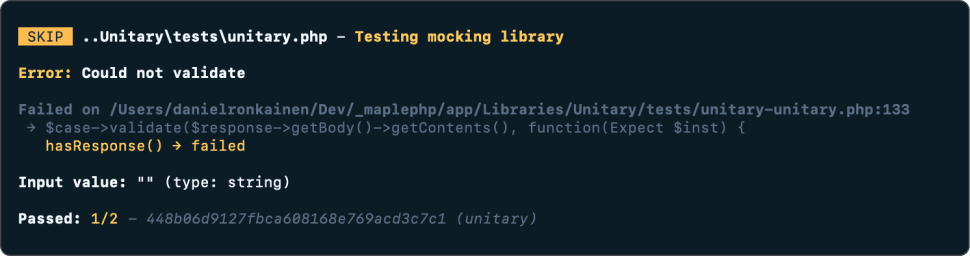 SKIP ..Unitary\tests\unitary.php - Testing mocking library
Error: Could not validate
Failed on /Users/danielronkainen/Dev/_maplephp/app/Libraries/Unitary/tests/unitary-unitary.php:133
→ $case->validate($response->getBody()->getContents(), function(Expect $inst) {
hasResponse() → failed
Input value: "" (type: string)
Passed: 1/2 - 448b06d9127fbca608168e769acd3c7c1 (unitary)